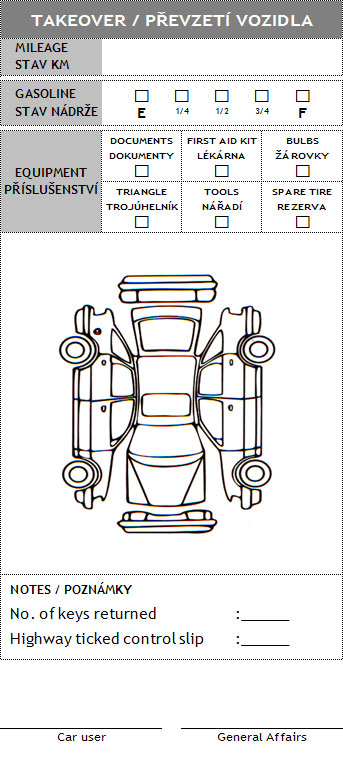 TAKEOVER / PŘEVZETÍ VOZIDLA
MILEAGE
STAV KM
GASOLINE
STAV NÁDRŽE
E 1/4 1/2 3/4 F
EQUIPMENT
PŘÍSLUŠENSTVÍ
DOCUMENTS FIRST AID KIT BULBS
DOKUMENTY LÉKÁRNA ŽÁROVKY
TRIANGLE TOOLS SPARE TIRE
TROJÚHELNÍK NÁŘADÍ REZERVA
NOTES / POZNÁMKY
No. of keys returned :______
Highway ticked control slip :______
Car user General Affairs